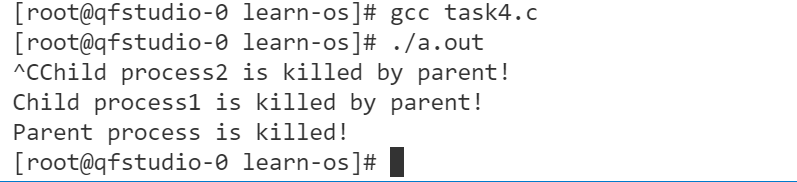 [root@qfstudio-0 learn-os]# gcc task4.c
[root@qfstudio-0 learn-os]# ./a.out
^CChild process2 is killed by parent!
Child process1 is killed by parent!
Parent process is killed!
[root@qfstudio-0 learn-os]#